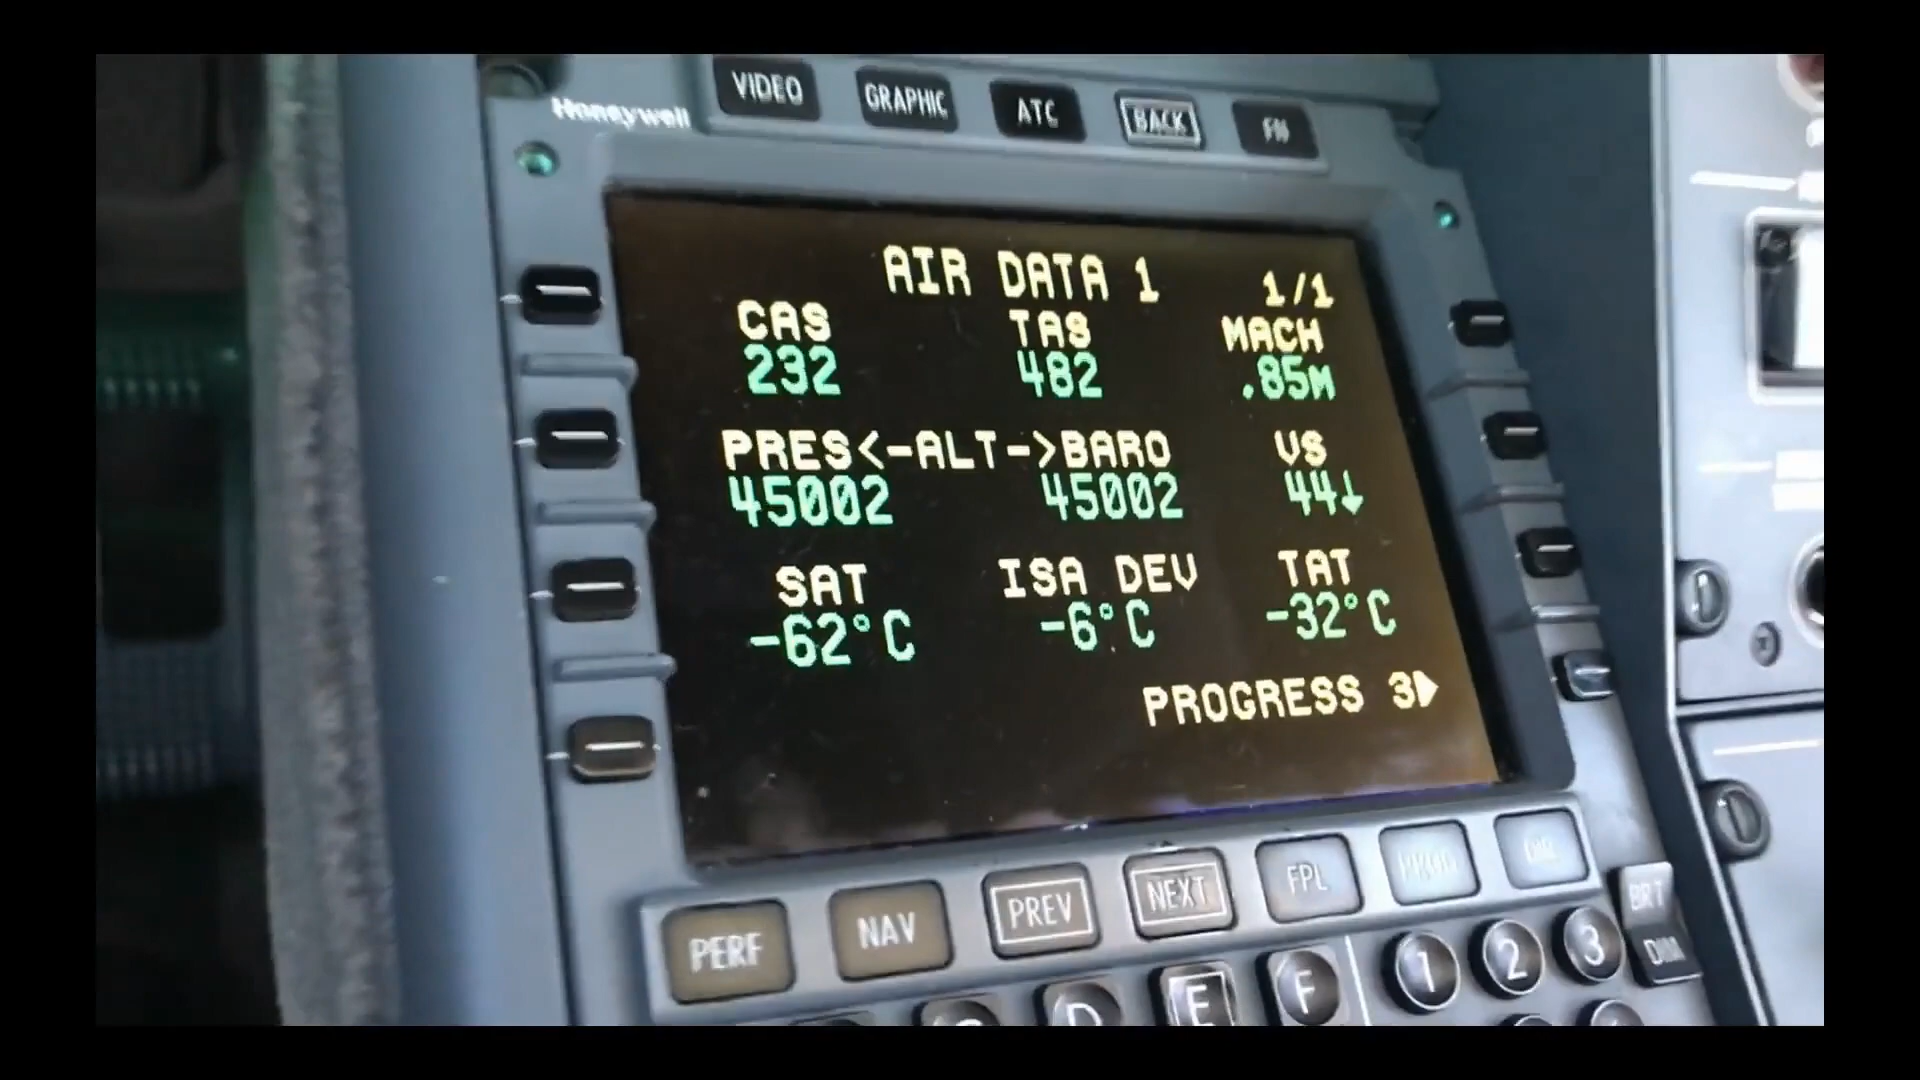 VIDEO GRAPHIC ATC BACK FN
Honeywell
AIR DATA 1 1/1
CAS TAS MACH
232 482 .85M
PRES<-ALT->BARO VS
45002 45002 44↓
SAT ISA DEV TAT
-62°C -6°C -32°C
PROGRESS 3
PERF NAV PREV NEXT FPL
BRT
DIM
D E F 1 2 3